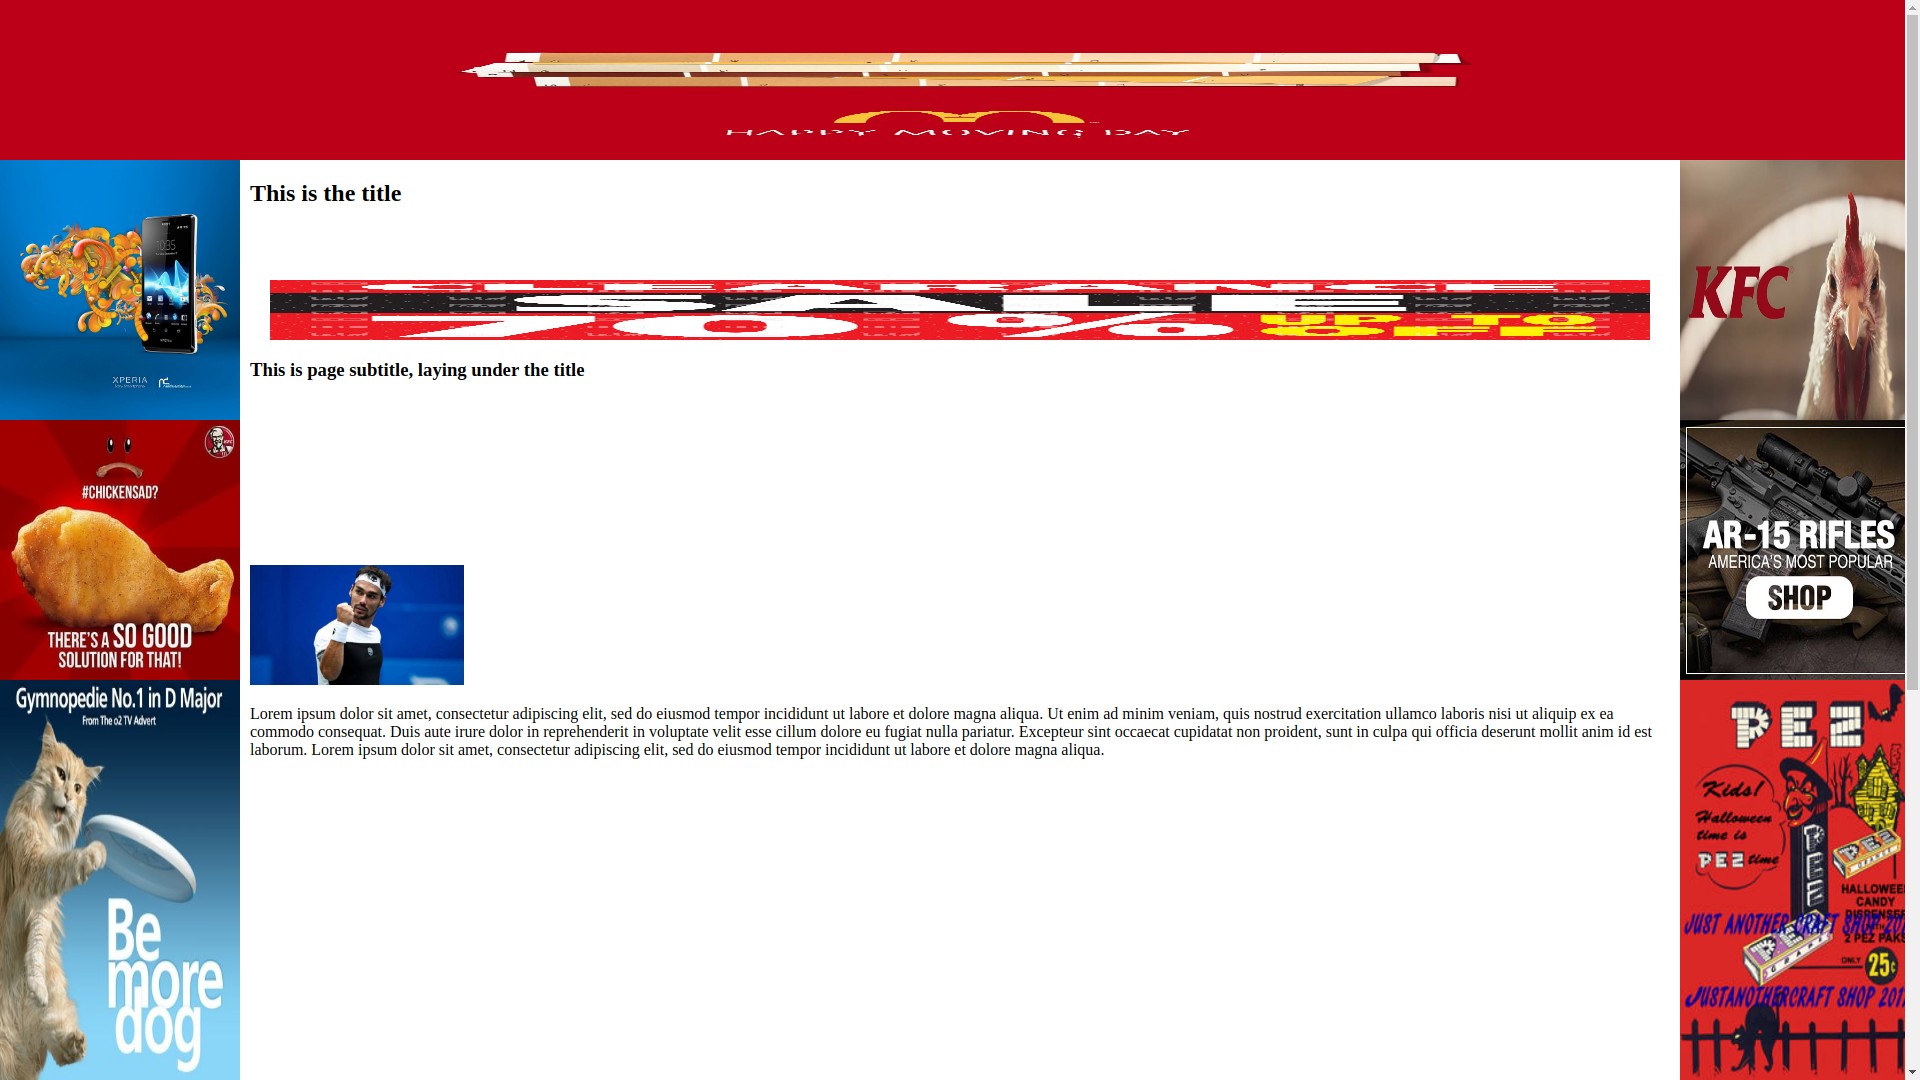 HAPPY MOVING DAY
This is the title
CLEARANCE
SALE
70% UP TO
OFF
This is page subtitle, laying under the title
10:35
XPERIA
KFC
#CHICKENSAD?
THERE'S A SO GOOD
SOLUTION FOR THAT!
AR-15 RIFLES
AMERICA'S MOST POPULAR
SHOP
Lorem ipsum dolor sit amet, consectetur adipiscing elit, sed do eiusmod tempor incididunt ut labore et dolore magna aliqua. Ut enim ad minim veniam, quis nostrud exercitation ullamco laboris nisi ut aliquip ex ea
commodo consequat. Duis aute irure dolor in reprehenderit in voluptate velit esse cillum dolore eu fugiat nulla pariatur. Excepteur sint occaecat cupidatat non proident, sunt in culpa qui officia deserunt mollit anim id est
laborum. Lorem ipsum dolor sit amet, consectetur adipiscing elit, sed do eiusmod tempor incididunt ut labore et dolore magna aliqua.
Gymnopedie No.1 in D Major
From The o2 TV Advert
Be
more
dog
PEZ
Kids!
Halloween
time is
PEZ time
PEZ
PEZ
HALLOWEE
CANDY
DISPENSER
JUST ANOTHER CRAFT SHOP 201
2 PEZ PAKS
ONLY 25¢
JUSTANOTHERCRAFT SHOP 201